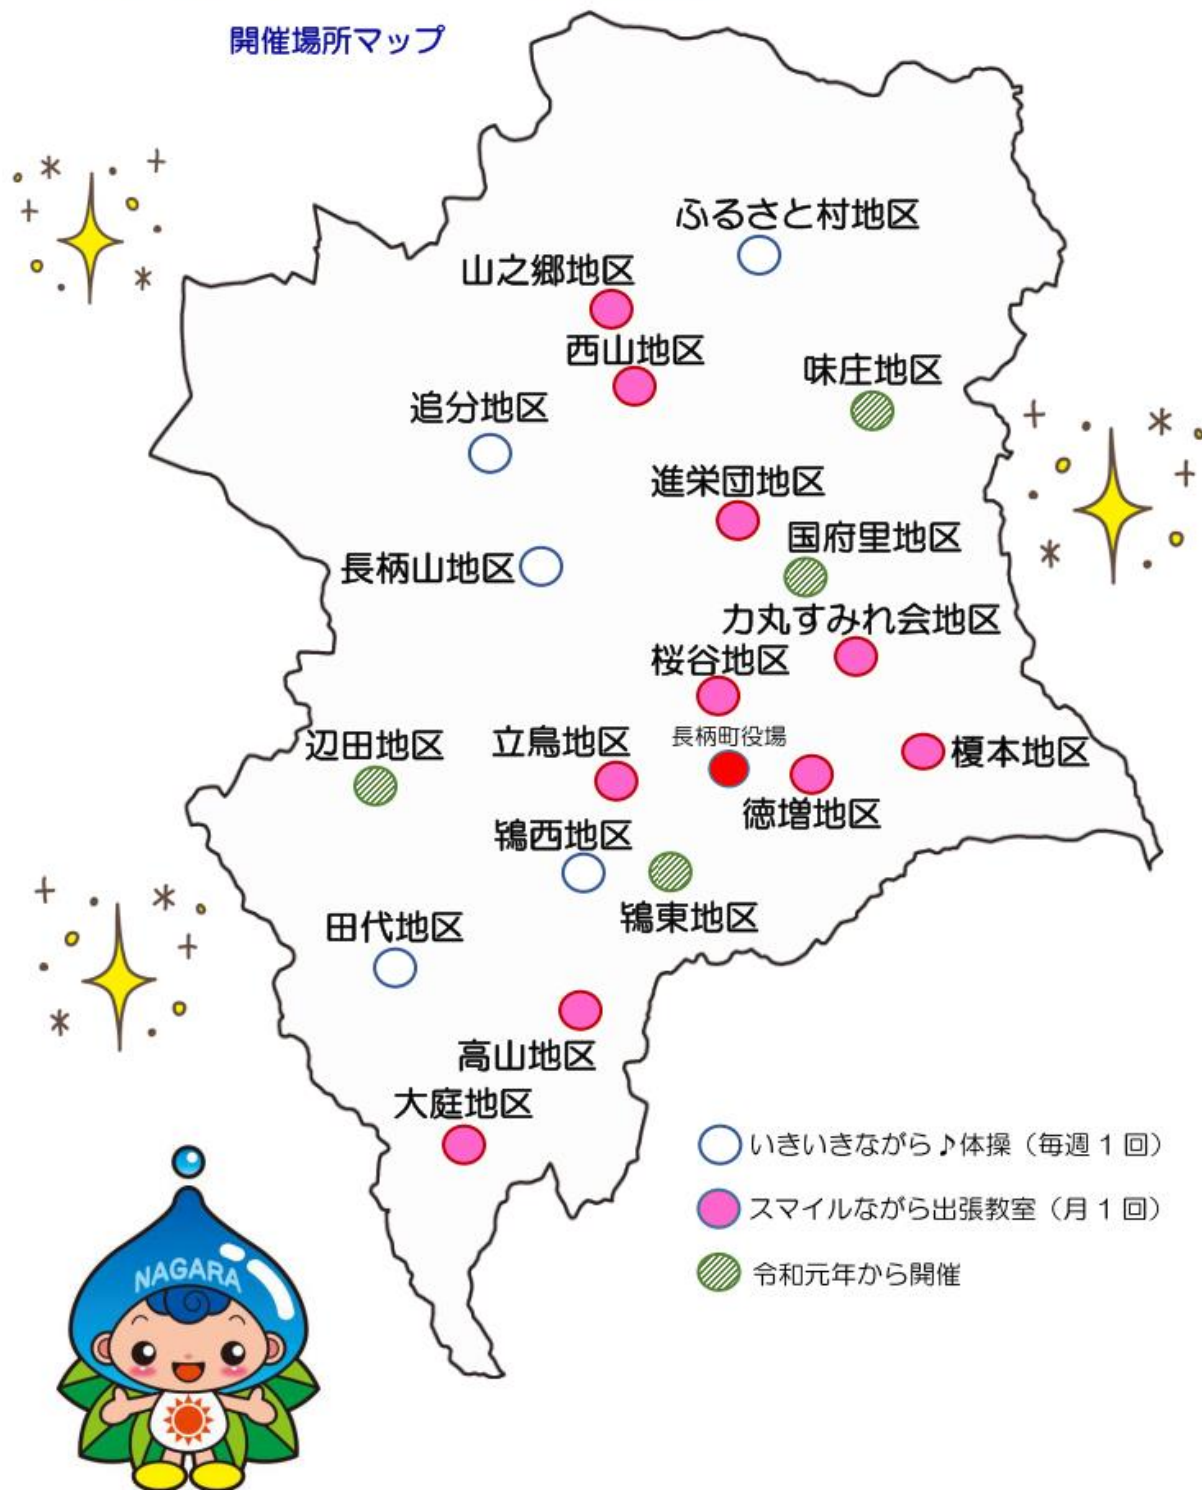 開催場所マップ
ふるさと村地区
山之郷地区
西山地区
味庄地区
追分地区
進栄団地区
国府里地区
長柄山地区
力丸すみれ会地区
桜谷地区
辺田地区
立鳥地区
長柄町役場
榎本地区
徳増地区
鴇西地区
鴇東地区
田代地区
高山地区
大庭地区
いきいきながら♪体操（毎週1回）
スマイルながら出張教室（月1回）
令和元年から開催
NAGARA